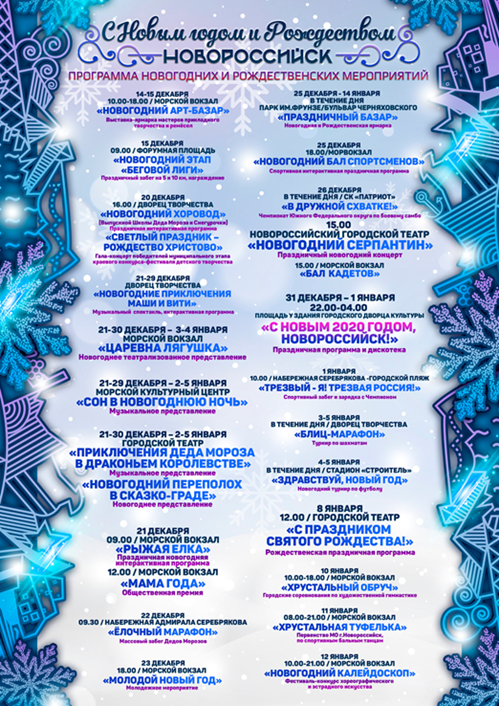 С Новым годом и Рождеством
НОВОРОССИЙСК
ПРОГРАММА НОВОГОДНИХ И РОЖДЕСТВЕНСКИХ МЕРОПРИЯТИЙ
14-15 ДЕКАБРЯ
10.00-18.00 / МОРСКОЙ ВОКЗАЛ
«НОВОГОДНИЙ АРТ-БАЗАР»
Выставка-ярмарка мастеров прикладного
творчества и ремёсел
15 ДЕКАБРЯ
09.00 / ФОРУМНАЯ ПЛОЩАДЬ
«НОВОГОДНИЙ ЭТАП
«БЕГОВОЙ ЛИГИ»
Праздничный забег на 5 и 10 км, награждение
20 ДЕКАБРЯ
16.00 / ДВОРЕЦ ТВОРЧЕСТВА
«НОВОГОДНИЙ ХОРОВОД»
(Выпускной Школы Деда Мороза и Снегурочки)
Праздничная интерактивная программа
«СВЕТЛЫЙ ПРАЗДНИК –
РОЖДЕСТВО ХРИСТОВО»
Гала-концерт победителей муниципального этапа
краевого конкурса-фестиваля детского творчества
21-29 ДЕКАБРЯ
ДВОРЕЦ ТВОРЧЕСТВА
«НОВОГОДНИЕ ПРИКЛЮЧЕНИЯ
МАШИ И ВИТИ»
Музыкальный спектакль, интерактивная программа
21-30 ДЕКАБРЯ – 3-4 ЯНВАРЯ
МОРСКОЙ ВОКЗАЛ
«ЦАРЕВНА ЛЯГУШКА»
Новогоднее театрализованное представление
21-29 ДЕКАБРЯ – 2-5 ЯНВАРЯ
МОРСКОЙ КУЛЬТУРНЫЙ ЦЕНТР
«СОН В НОВОГОДНЮЮ НОЧЬ»
Музыкальное представление
21-30 ДЕКАБРЯ – 2-5 ЯНВАРЯ
ГОРОДСКОЙ ТЕАТР
«ПРИКЛЮЧЕНИЯ ДЕДА МОРОЗА
В ДРАКОНЬЕМ КОРОЛЕВСТВЕ»
Музыкальное представление
«НОВОГОДНИЙ ПЕРЕПОЛОХ
В СКАЗКО-ГРАДЕ»
Новогоднее представление
21 ДЕКАБРЯ
09.00 / МОРСКОЙ ВОКЗАЛ
«РЫЖАЯ ЕЛКА»
Праздничная новогодняя
интерактивная программа
12.00 / МОРСКОЙ ВОКЗАЛ
«МАМА ГОДА»
Общественная премия
22 ДЕКАБРЯ
09.30 / НАБЕРЕЖНАЯ АДМИРАЛА СЕРЕБРЯКОВА
«ЁЛОЧНЫЙ МАРАФОН»
Массовый забег Дедов Морозов
23 ДЕКАБРЯ
18.00 / МОРСКОЙ ВОКЗАЛ
«МОЛОДОЙ НОВЫЙ ГОД»
Молодежное мероприятие
25 ДЕКАБРЯ - 14 ЯНВАРЯ
В ТЕЧЕНИЕ ДНЯ
ПАРК ИМ.ФРУНЗЕ/БУЛЬВАР ЧЕРНЯХОВСКОГО
«ПРАЗДНИЧНЫЙ БАЗАР»
Новогодняя и Рождественская ярмарка
25 ДЕКАБРЯ
18.00/МОРВОКЗАЛ
«НОВОГОДНИЙ БАЛ СПОРТСМЕНОВ»
Спортивная интерактивная праздничная программа
26 ДЕКАБРЯ
В ТЕЧЕНИЕ ДНЯ / СК «ПАТРИОТ»
«В ДРУЖНОЙ СХВАТКЕ!»
Чемпионат Южного Федерального округа по боевому самбо
15.00
НОВОРОССИЙСКИЙ ГОРОДСКОЙ ТЕАТР
«НОВОГОДНИЙ СЕРПАНТИН»
Праздничный новогодний концерт
15.00 / МОРСКОЙ ВОКЗАЛ
«БАЛ КАДЕТОВ»
31 ДЕКАБРЯ – 1 ЯНВАРЯ
22.00-04.00
ПЛОЩАДЬ У ЗДАНИЯ ГОРОДСКОГО ДВОРЦА КУЛЬТУРЫ
«С НОВЫМ 2020 ГОДОМ,
НОВОРОССИЙСК!»
Праздничная программа и дискотека
1 ЯНВАРЯ
10.00 / НАБЕРЕЖНАЯ СЕРЕБРЯКОВА-ГОРОДСКОЙ ПЛЯЖ
«ТРЕЗВЫЙ - Я! ТРЕЗВАЯ РОССИЯ!»
Спортивный забег и зарядка с Чемпионом
3-5 ЯНВАРЯ
В ТЕЧЕНИЕ ДНЯ / ДВОРЕЦ ТВОРЧЕСТВА
«БЛИЦ-МАРАФОН»
Турнир по шахматам
4-5 ЯНВАРЯ
В ТЕЧЕНИЕ ДНЯ / СТАДИОН «СТРОИТЕЛЬ»
«ЗДРАВСТВУЙ, НОВЫЙ ГОД»
Новогодний турнир по футболу
8 ЯНВАРЯ
12.00 / ГОРОДСКОЙ ТЕАТР
«С ПРАЗДНИКОМ
СВЯТОГО РОЖДЕСТВА!»
Рождественская праздничная программа
10 ЯНВАРЯ
10.00-18.00 / МОРСКОЙ ВОКЗАЛ
«ХРУСТАЛЬНЫЙ ОБРУЧ»
Городские соревнования по художественной гимнастике
11 ЯНВАРЯ
08.00-21.00 / МОРСКОЙ ВОКЗАЛ
«ХРУСТАЛЬНАЯ ТУФЕЛЬКА»
Первенство МО г.Новороссийск,
по спортивным бальным танцам
12 ЯНВАРЯ
10.00-21.00 / МОРСКОЙ ВОКЗАЛ
«НОВОГОДНИЙ КАЛЕЙДОСКОП»
Фестиваль-конкурс хореографического
и эстрадного искусства